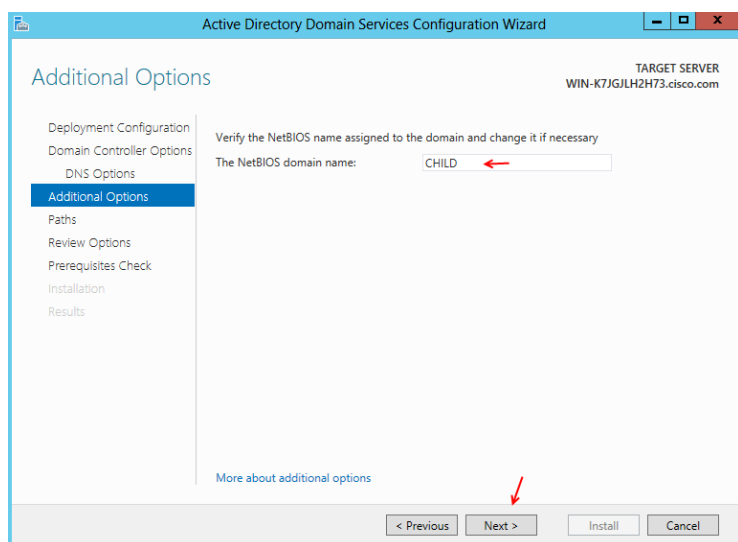 Active Directory Domain Services Configuration Wizard
Additional Options
TARGET SERVER
WIN-K7JGJLH2H73.cisco.com
Deployment Configuration
Domain Controller Options
DNS Options
Additional Options
Paths
Review Options
Prerequisites Check
Installation
Results
Verify the NetBIOS name assigned to the domain and change it if necessary
The NetBIOS domain name: CHILD
More about additional options
< Previous Next > Install Cancel